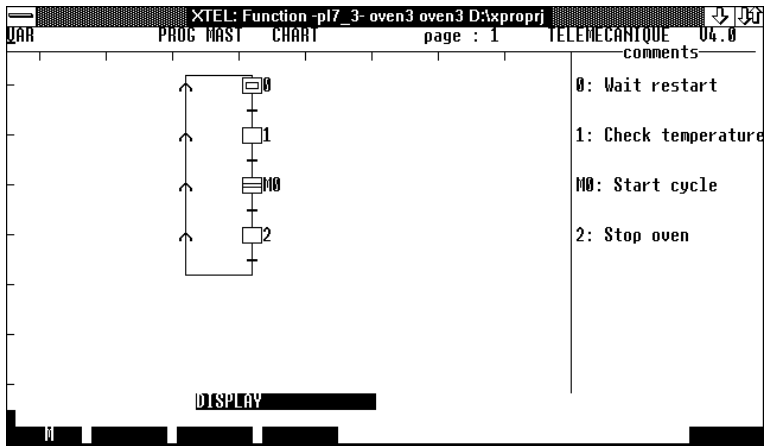 XTEL: Function -pl7_3- oven3 oven3 D:\xproprj
VAR PROG MAST CHART page : 1 TELEMECANIQUE V4.0
comments
0 0: Wait restart
1 1: Check temperature
M0 M0: Start cycle
2 2: Stop oven
DISPLAY
M